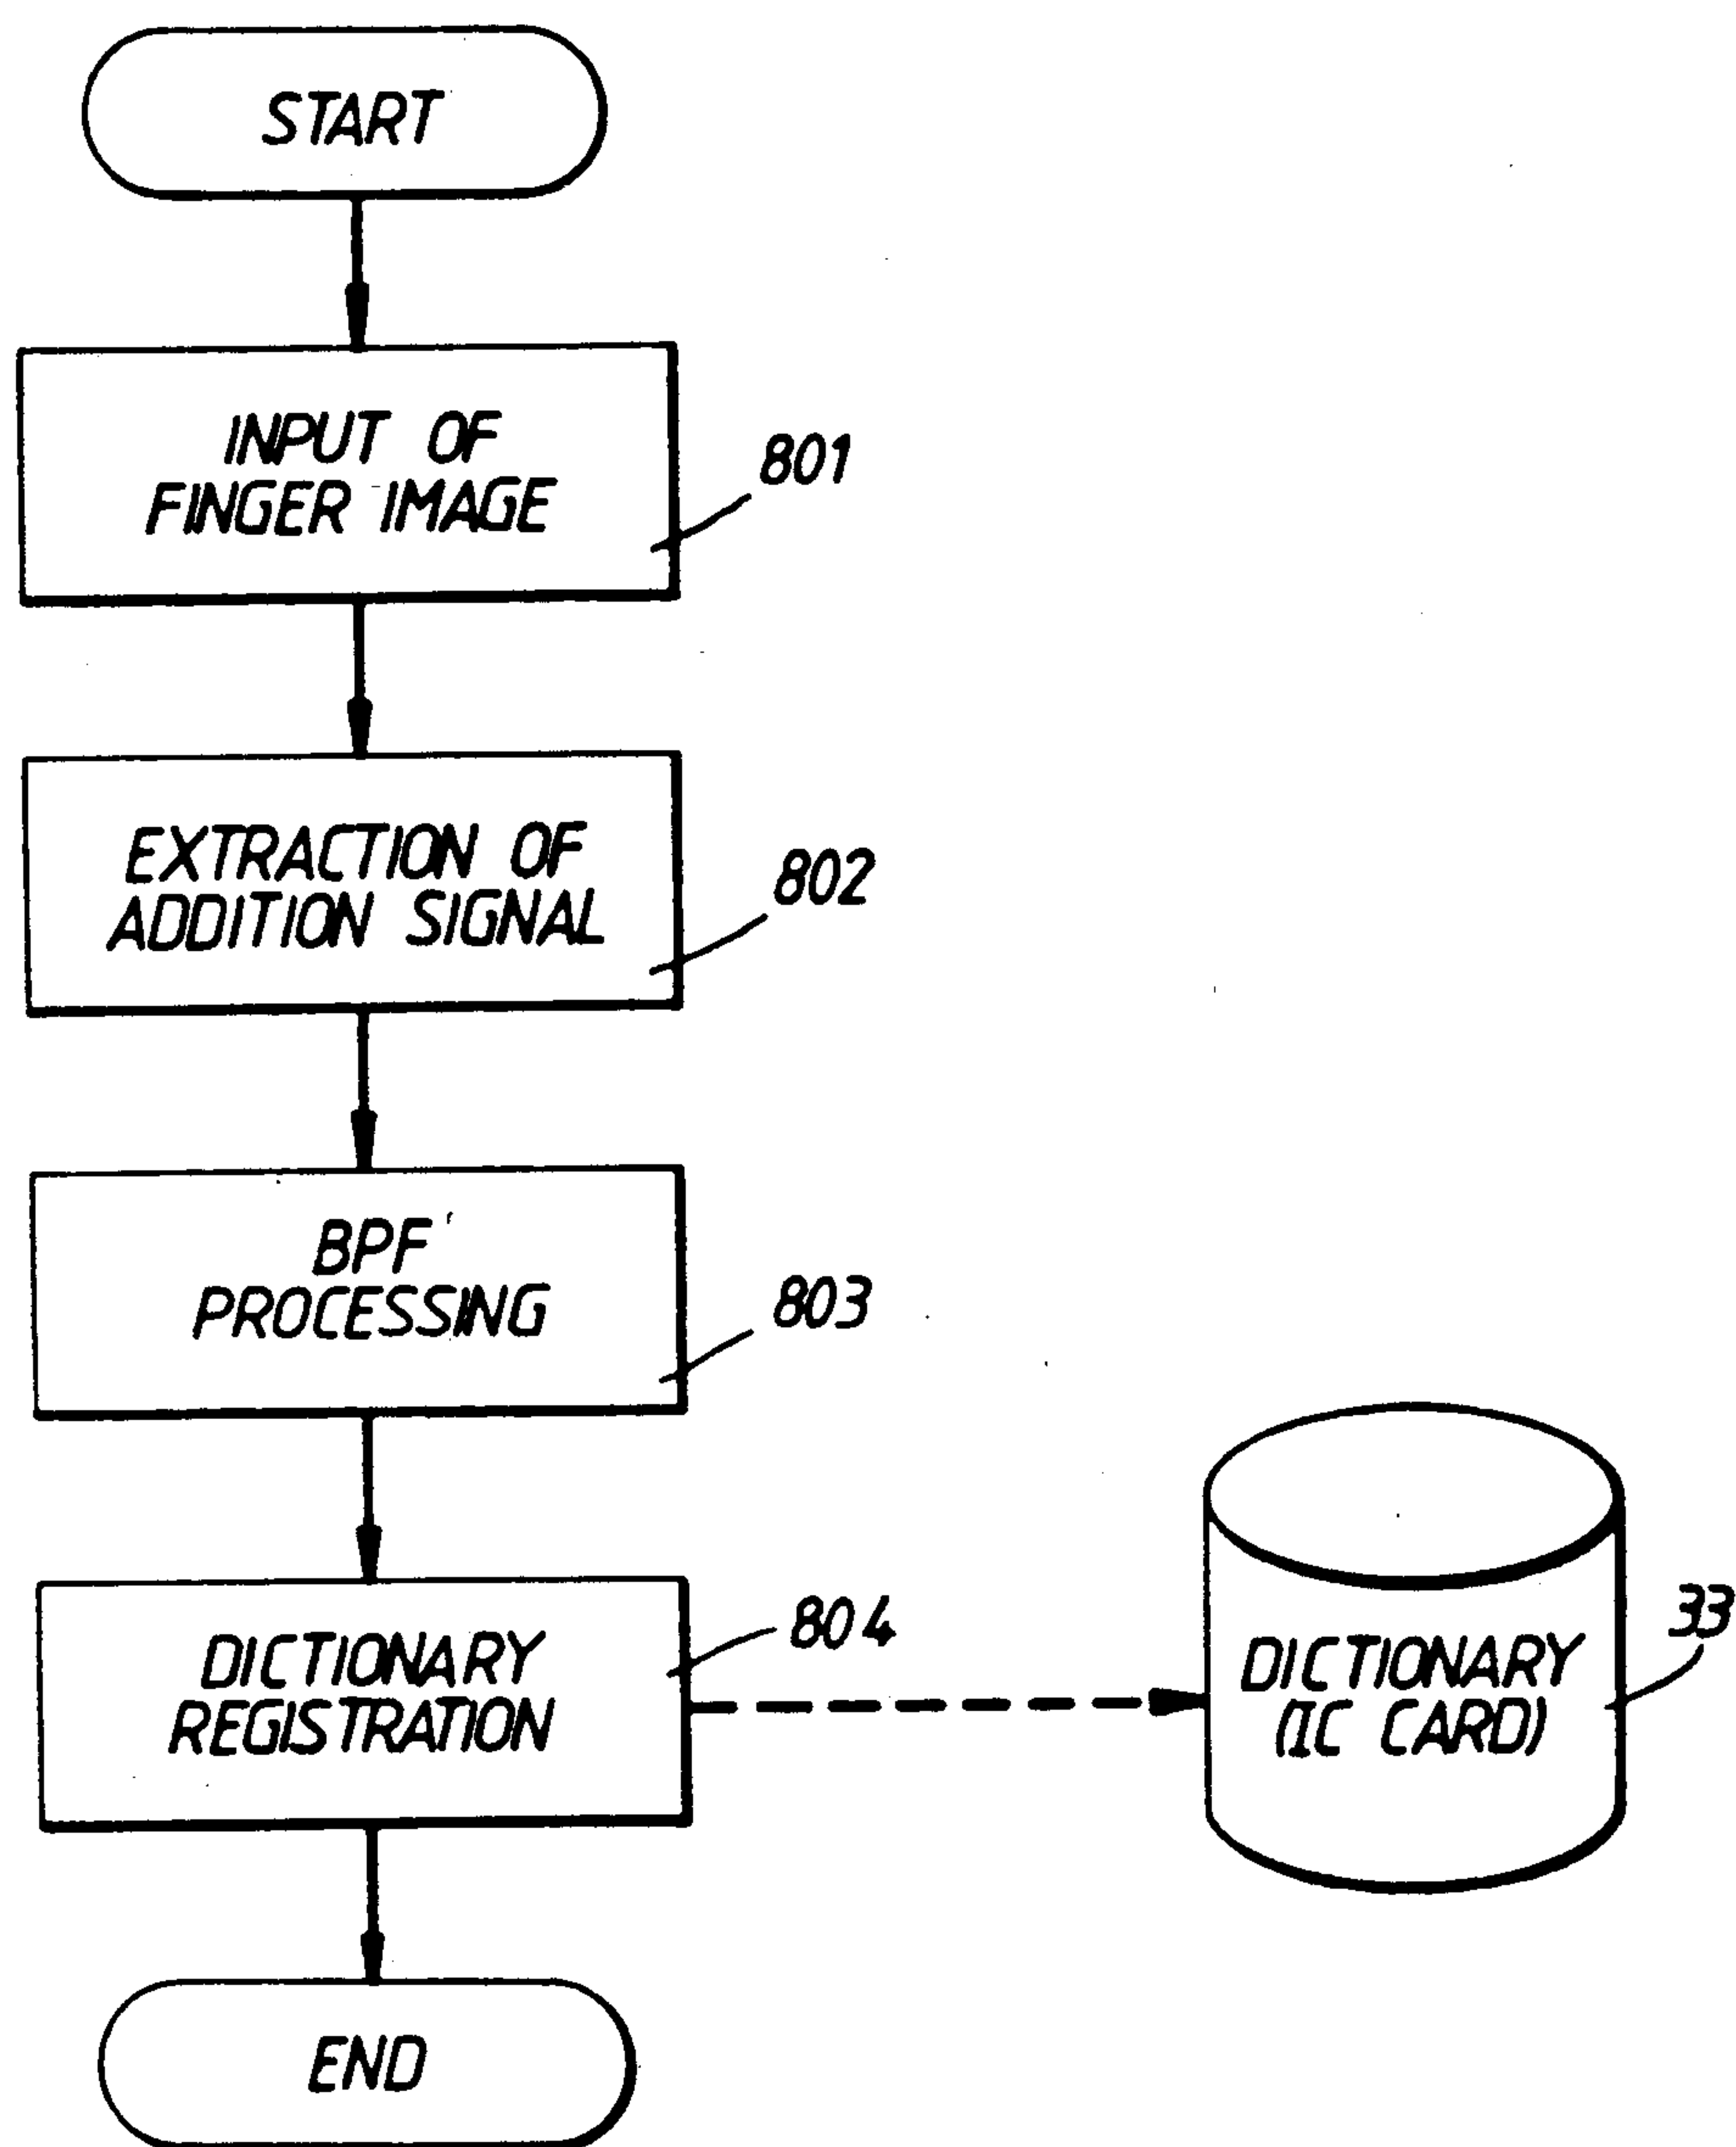 START
INPUT OF
FINGER IMAGE
801
EXTRACTION OF
ADDITION SIGNAL
802
BPF
PROCESSING
803
DICTIONARY
REGISTRATION
804
DICTIONARY
(IC CARD)
33
END